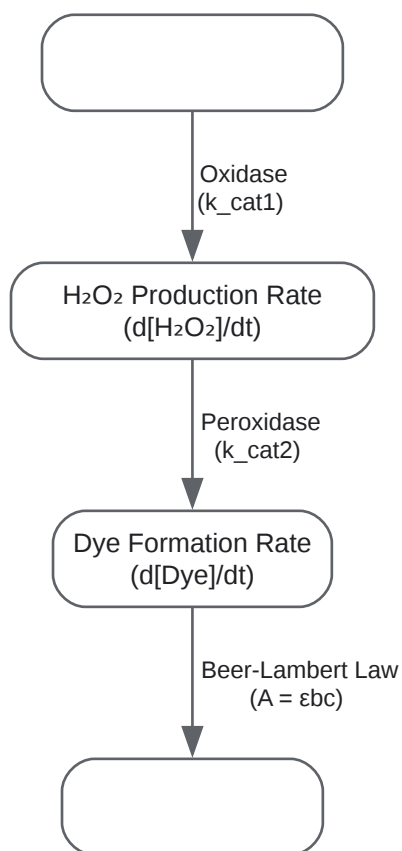 Oxidase
(k_cat1)
H₂O₂ Production Rate
(d[H₂O₂]/dt)
Peroxidase
(k_cat2)
Dye Formation Rate
(d[Dye]/dt)
Beer-Lambert Law
(A = εbc)